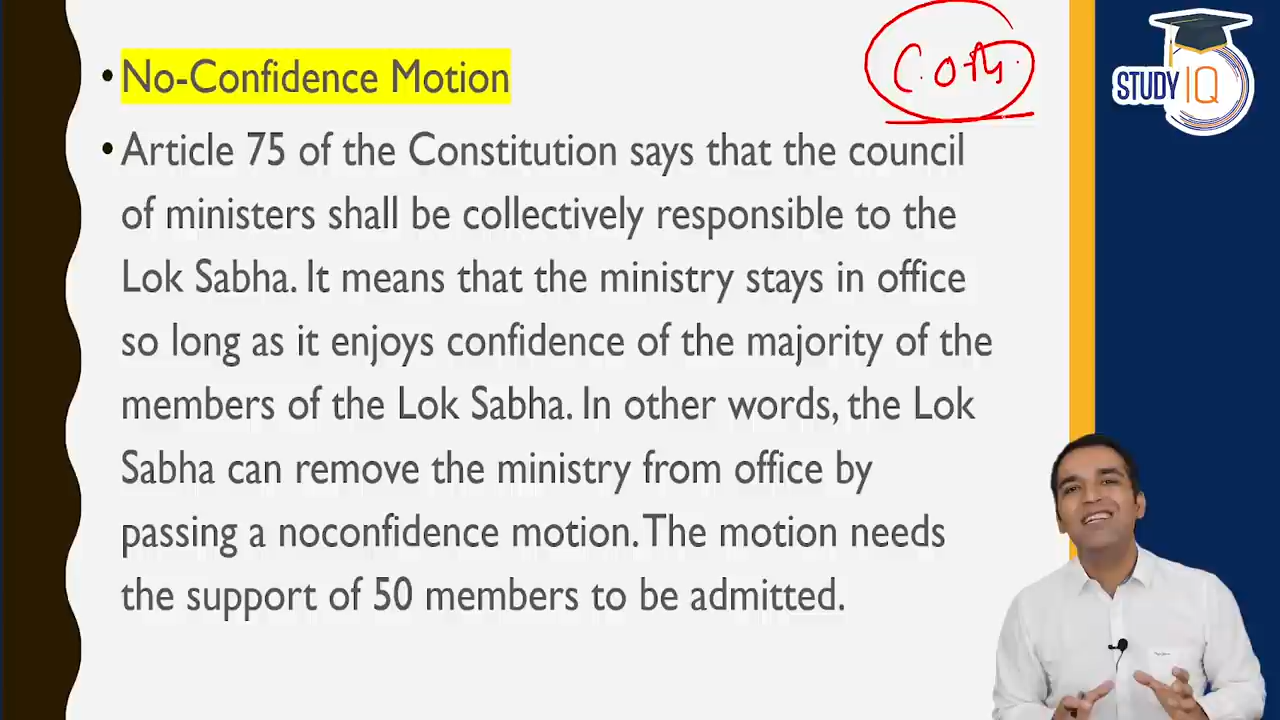 • No-Confidence Motion
C.O.M.
STUDY IQ
• Article 75 of the Constitution says that the council
of ministers shall be collectively responsible to the
Lok Sabha. It means that the ministry stays in office
so long as it enjoys confidence of the majority of the
members of the Lok Sabha. In other words, the Lok
Sabha can remove the ministry from office by
passing a noconfidence motion. The motion needs
the support of 50 members to be admitted.